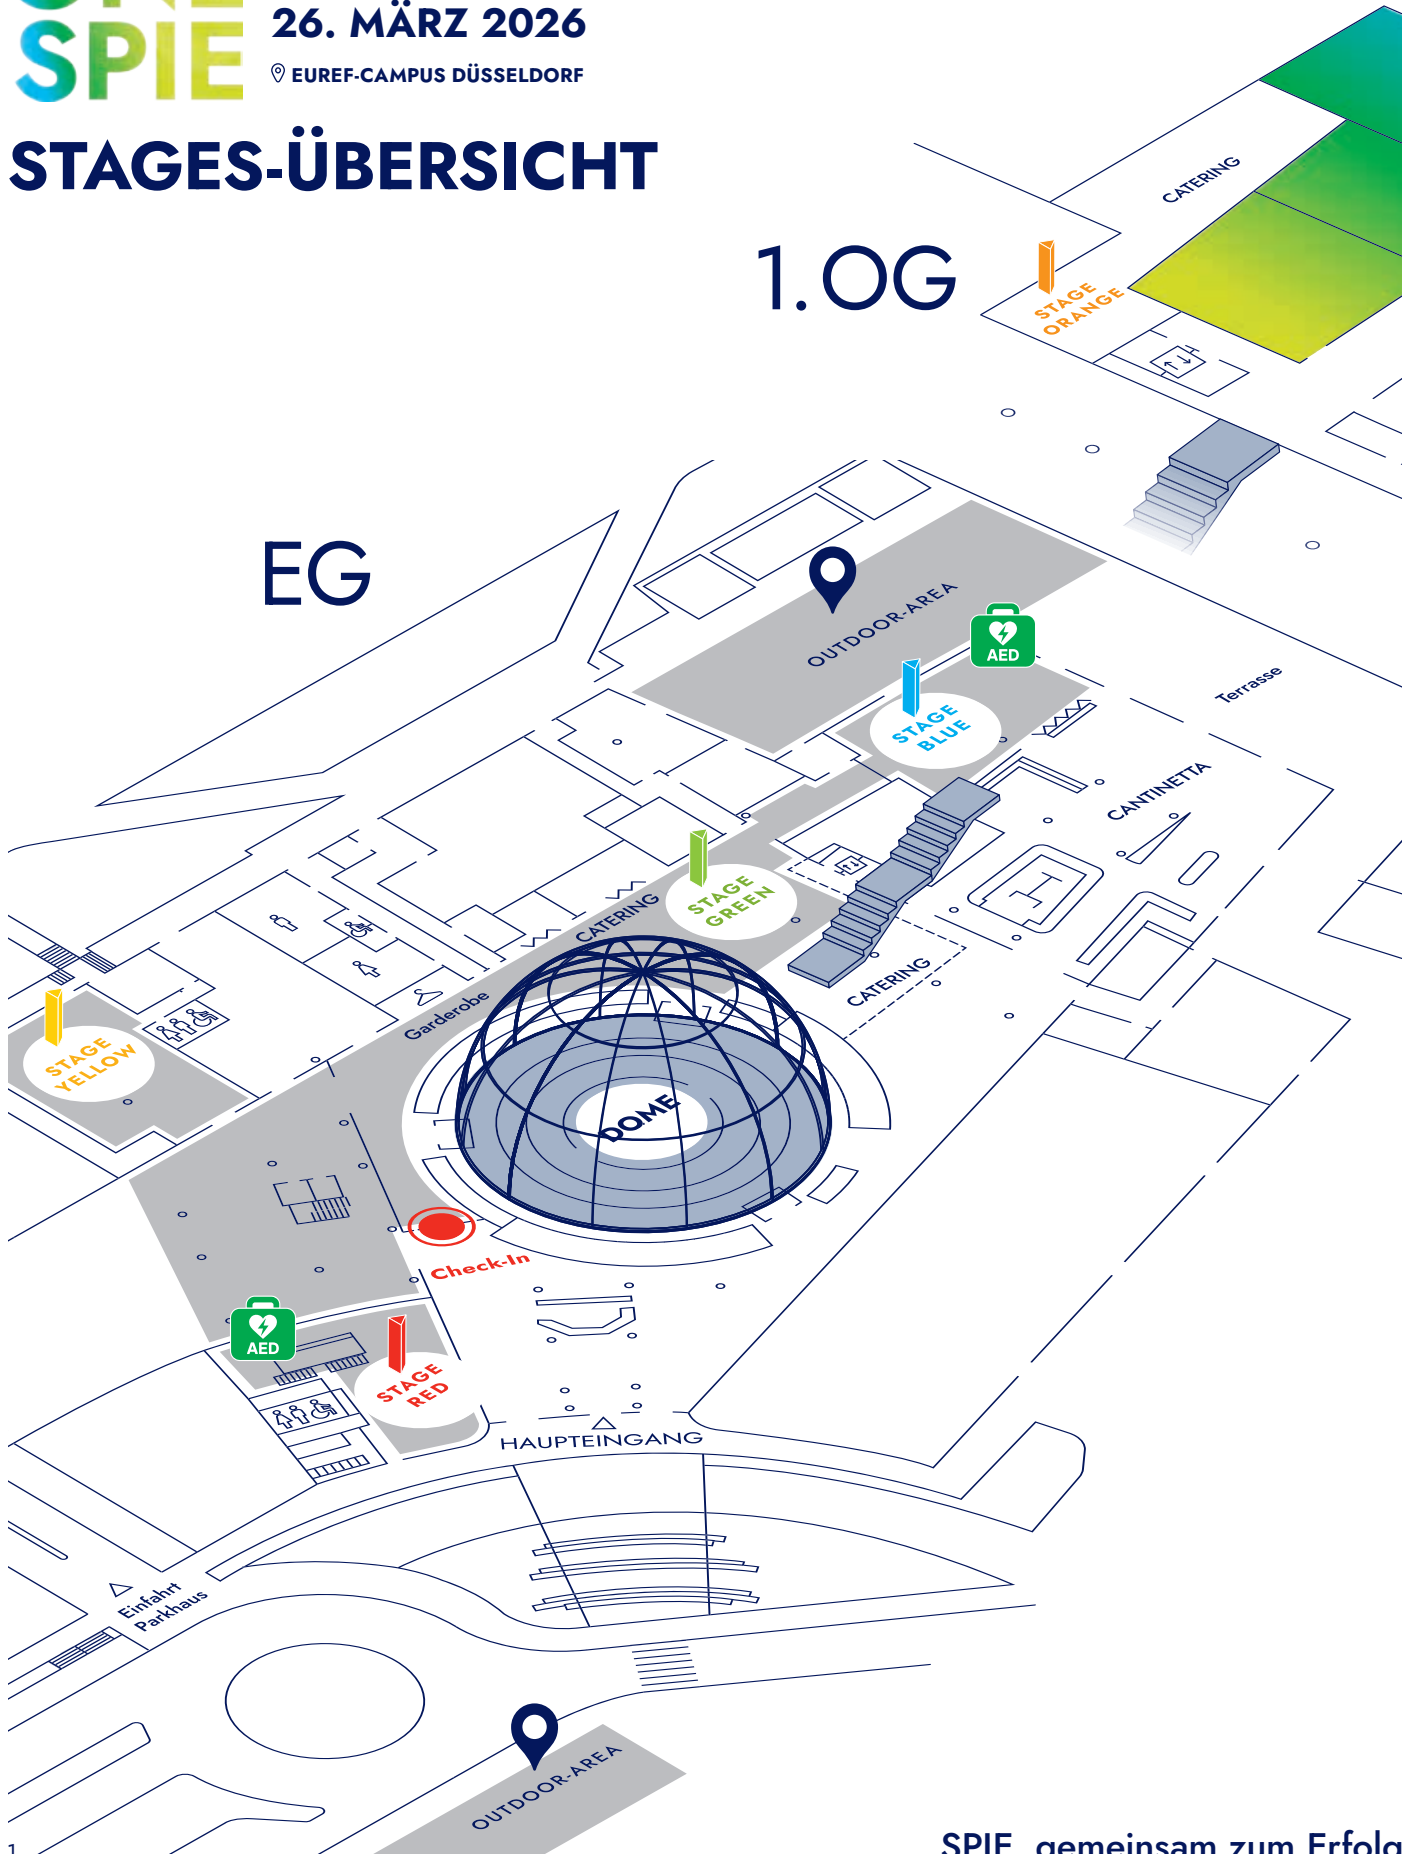 SPIE
26. MÄRZ 2026
EUREF-CAMPUS DÜSSELDORF
STAGES-ÜBERSICHT
CATERING
1. OG
STAGE
ORANGE
EG
OUTDOOR-AREA
AED
Terrasse
STAGE
BLUE
CANTINETTA
STAGE
GREEN
CATERING
CATERING
Garderobe
STAGE
YELLOW
DOME
Check-In
AED
STAGE
RED
HAUPTEINGANG
Einfahrt
Parkhaus
OUTDOOR-AREA
1
SPIE, gemeinsam zum Erfolg